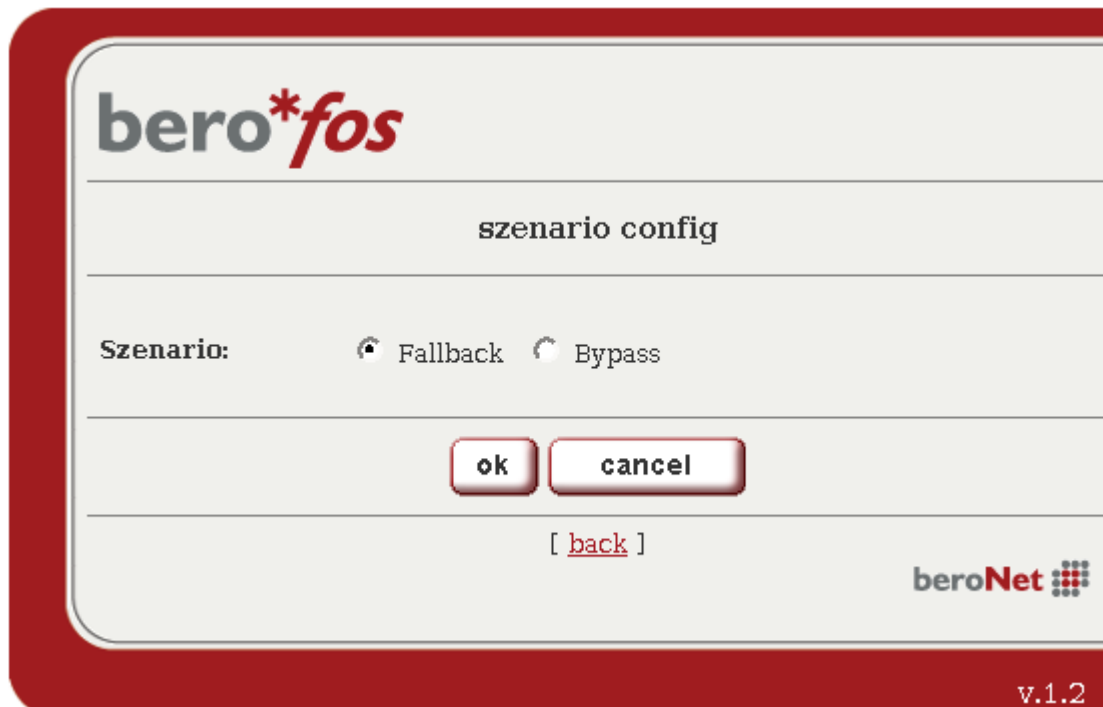 bero*fos
szenario config
Szenario: Fallback Bypass
ok cancel
[ back ]
beroNet
v.1.2